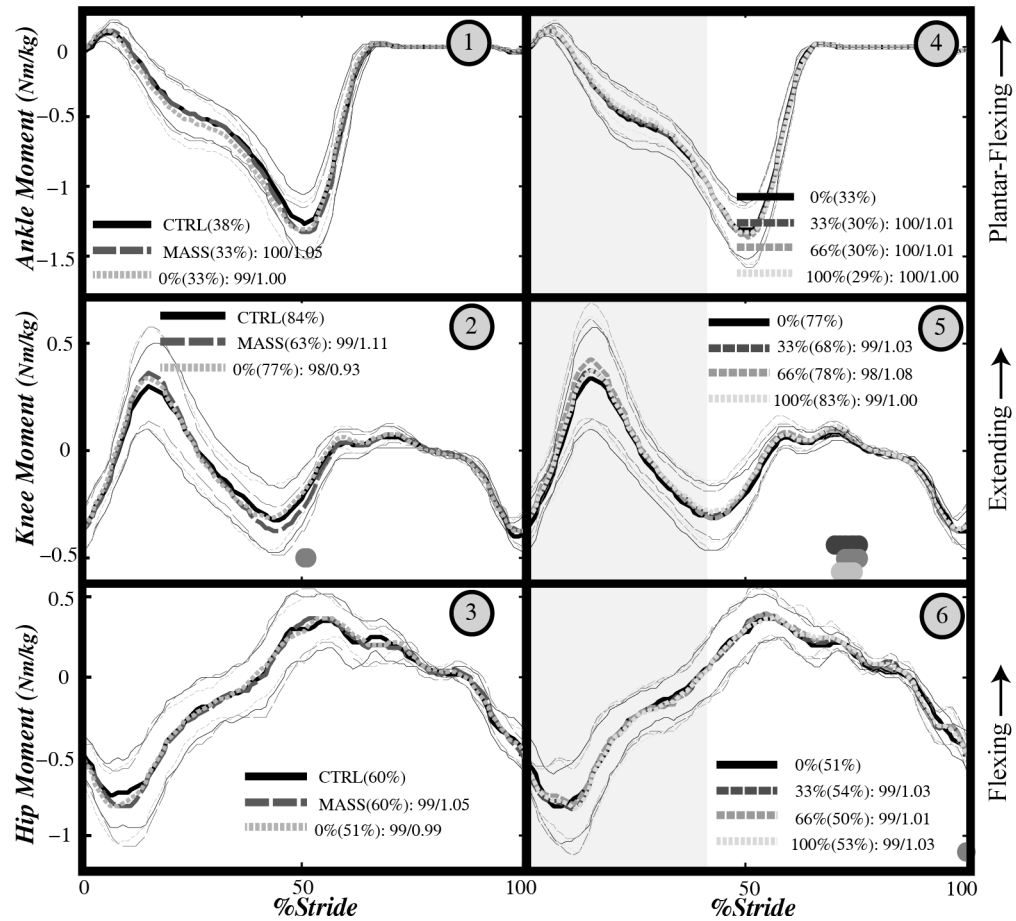 Ankle Moment (Nm/kg)
0
−0.5
−1
−1.5
1
CTRL(38%)
MASS(33%): 100/1.05
0%(33%): 99/1.00
4
0%(33%)
33%(30%): 100/1.01
66%(30%): 100/1.01
100%(29%): 100/1.00
Plantar-Flexing
Knee Moment (Nm/kg)
0.5
0
−0.5
2
CTRL(84%)
MASS(63%): 99/1.11
0%(77%): 98/0.93
5
0%(77%)
33%(68%): 99/1.03
66%(78%): 98/1.08
100%(83%): 99/1.00
Extending
Hip Moment (Nm/kg)
0.5
0
−0.5
−1
3
CTRL(60%)
MASS(60%): 99/1.05
0%(51%): 99/0.99
6
0%(51%)
33%(54%): 99/1.03
66%(50%): 99/1.01
100%(53%): 99/1.03
Flexing
0 50 100
%Stride
50 100
%Stride